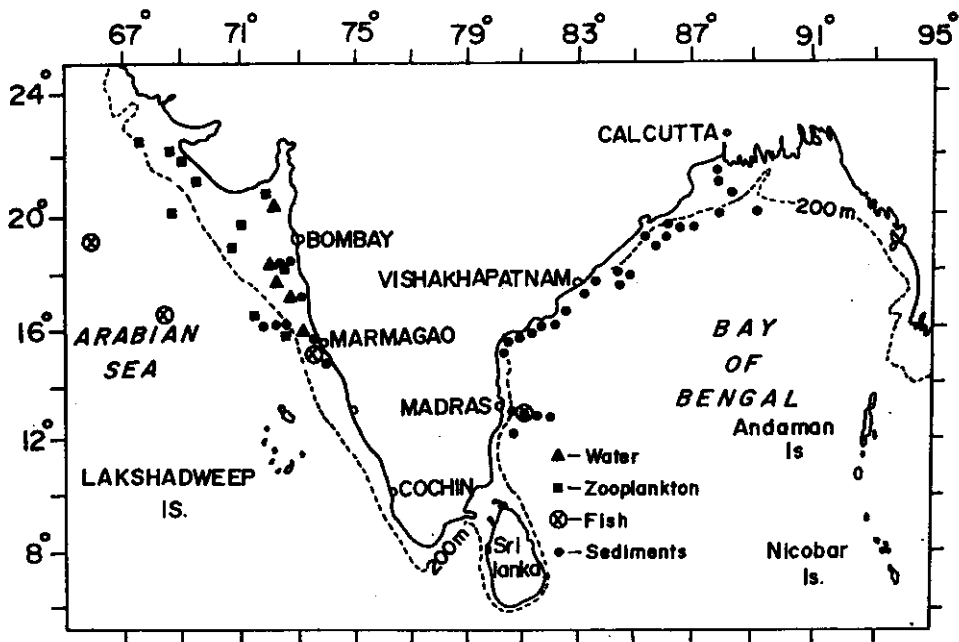 67° 71° 75° 79° 83° 87° 91° 95°
24°
CALCUTTA
20°
200m
BOMBAY
VISHAKHAPATNAM
16°
ARABIAN
SEA
MARMAGAO
BAY
OF
BENGAL
MADRAS
12°
Andaman
Is
LAKSHADWEEP
IS.
COCHIN
▲-Water
■-Zooplankton
⊗-Fish
●-Sediments
8°
200m
Sri
lanka
Nicobar
Is.